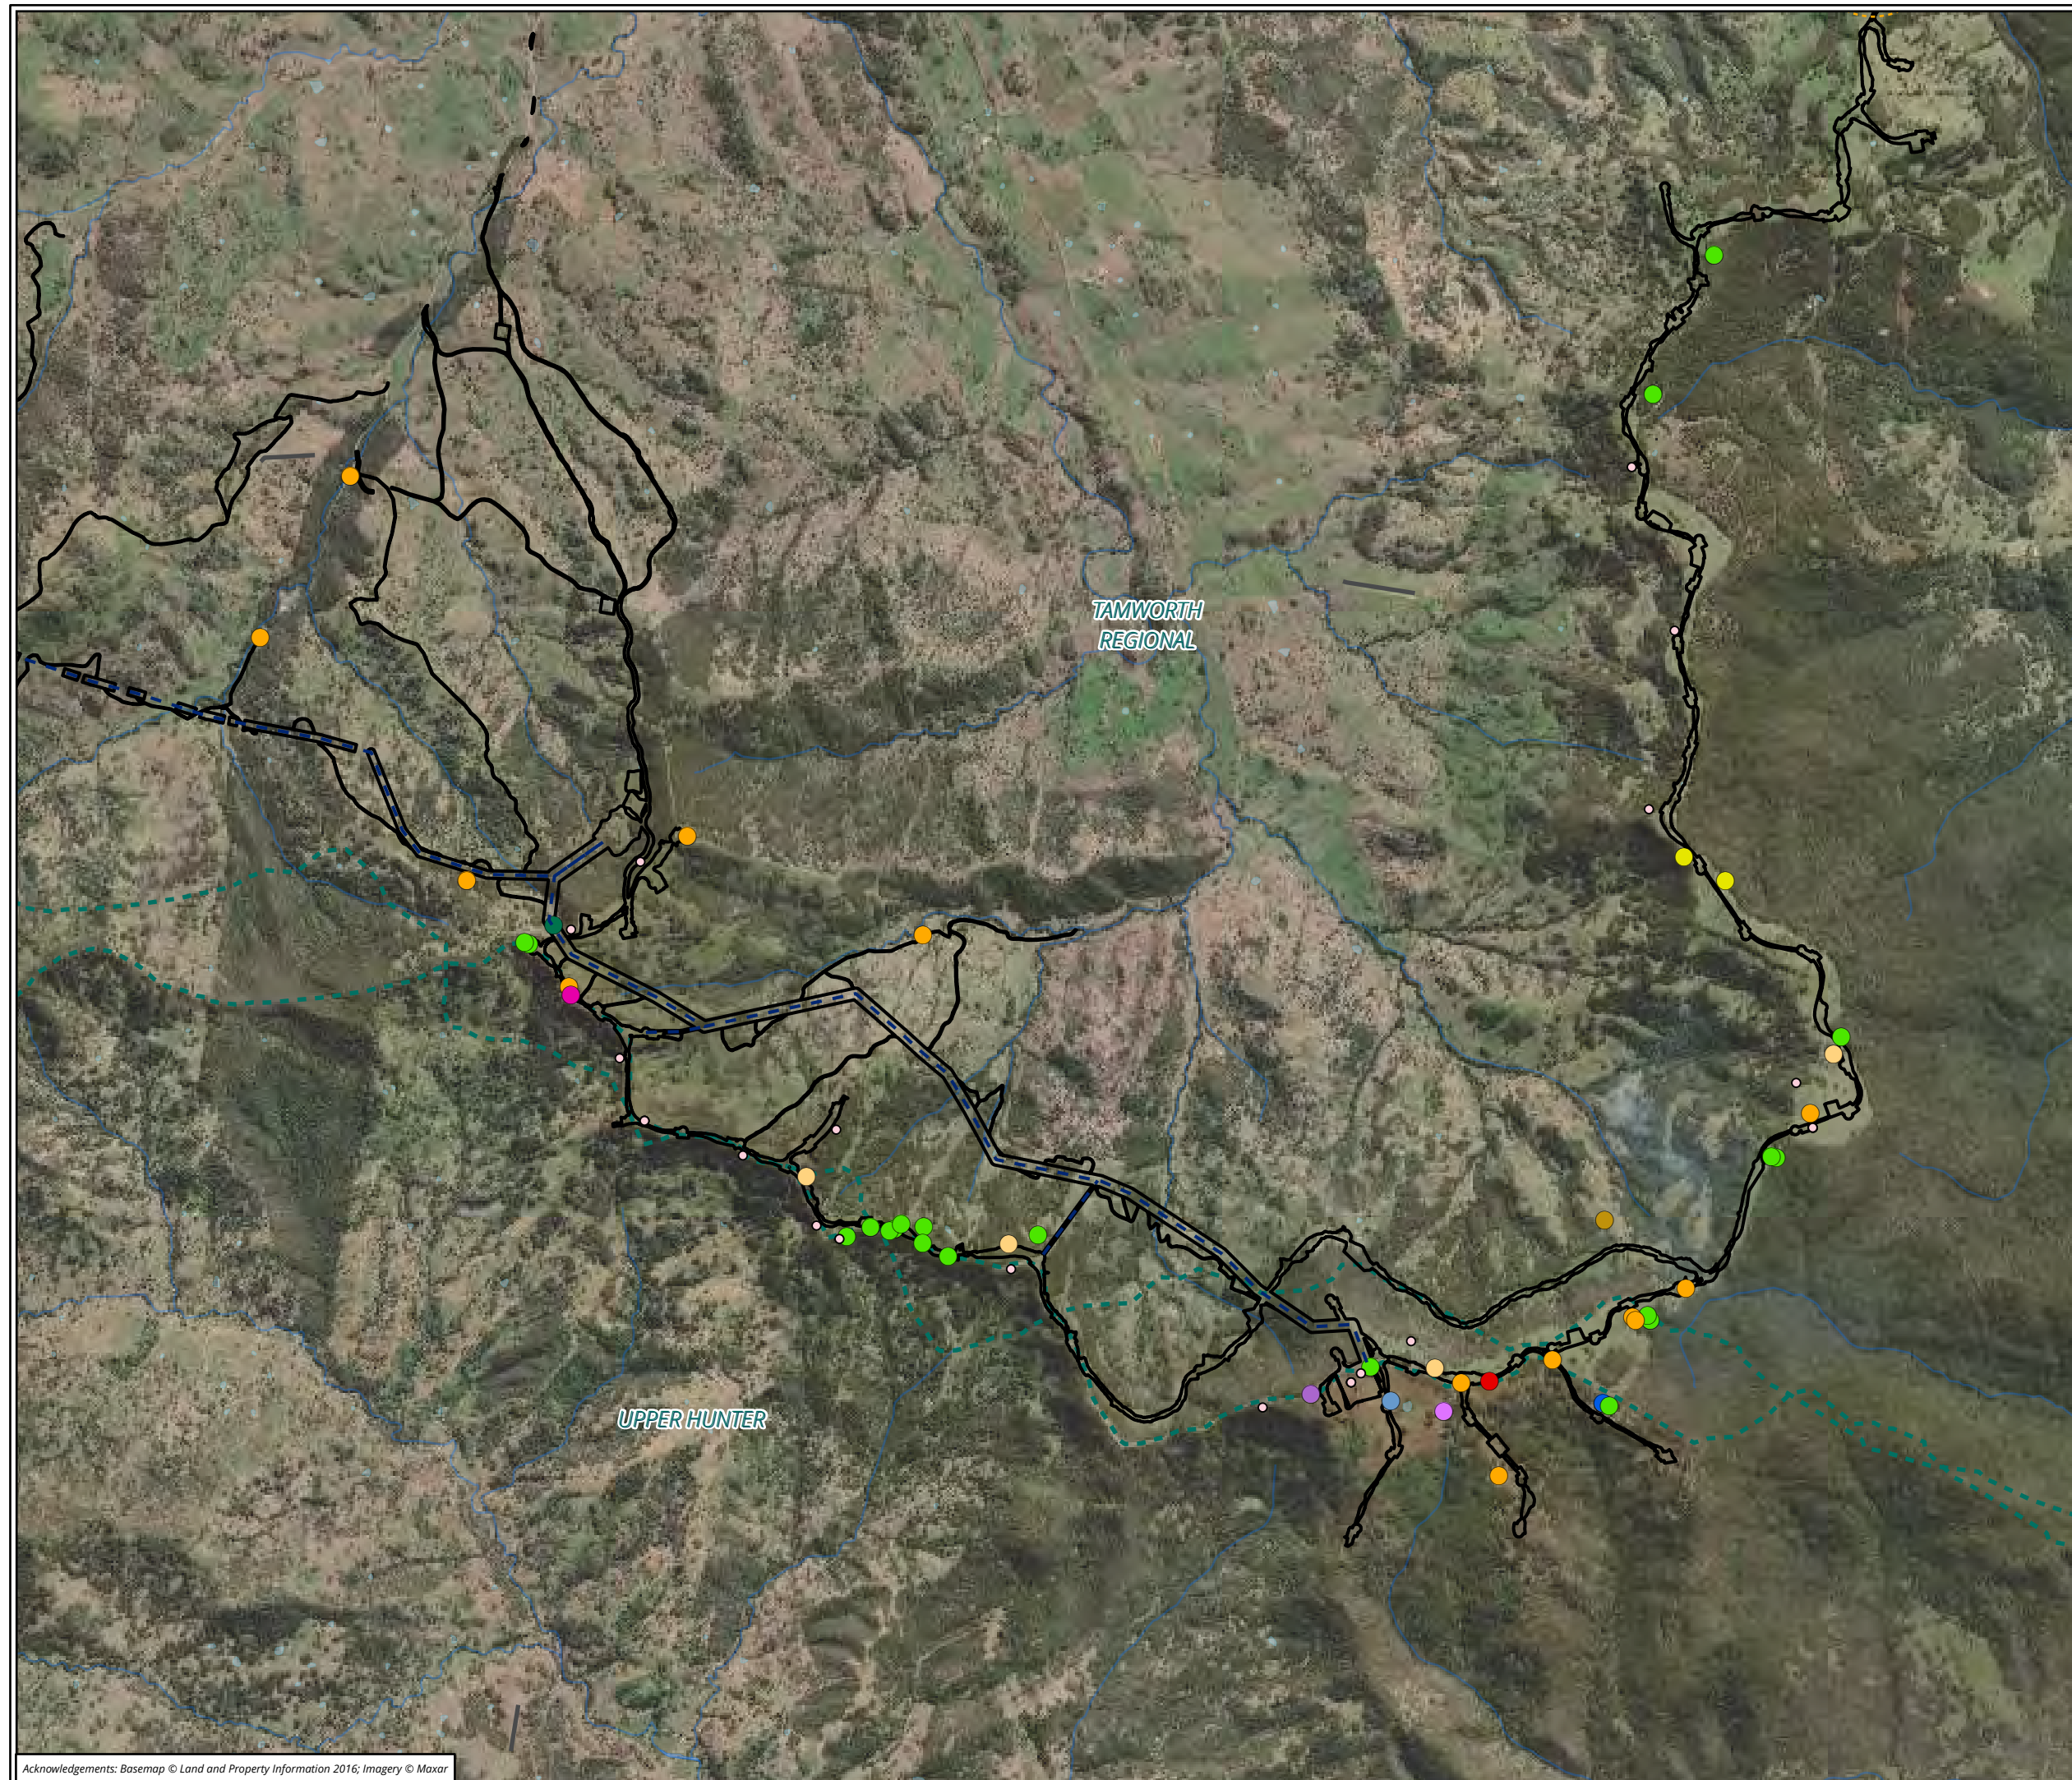 TAMWORTH
REGIONAL
UPPER HUNTER
Acknowledgements: Basemap © Land and Property Information 2016; Imagery © Maxar